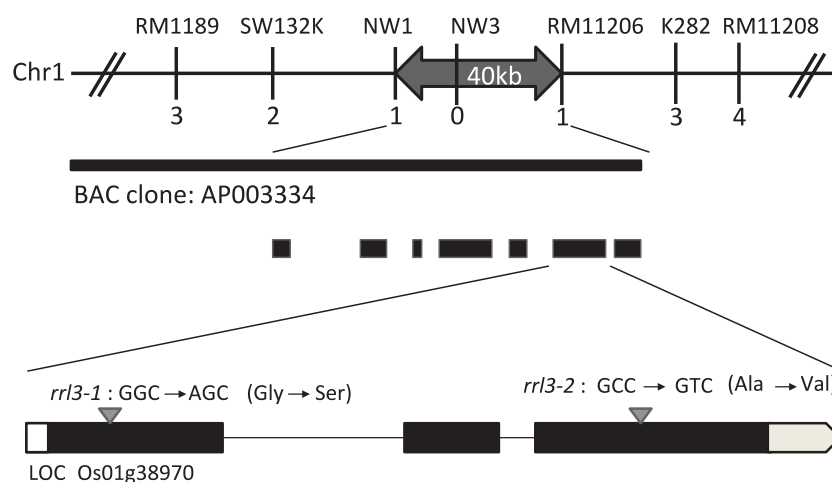 RM1189 SW132K NW1 NW3 RM11206 K282 RM11208
Chr1 40kb
3 2 1 0 1 3 4
BAC clone: AP003334
rrl3-1 : GGC → AGC (Gly → Ser) rrl3-2 : GCC → GTC (Ala → Val)
LOC Os01g38970